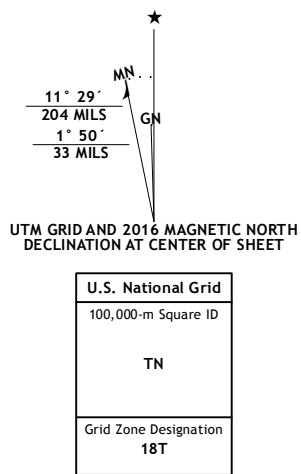 ★
MN
GN
11° 29´
204 MILS
1° 50´
33 MILS
UTM GRID AND 2016 MAGNETIC NORTH
DECLINATION AT CENTER OF SHEET
U.S. National Grid
100,000-m Square ID
TN
Grid Zone Designation
18T